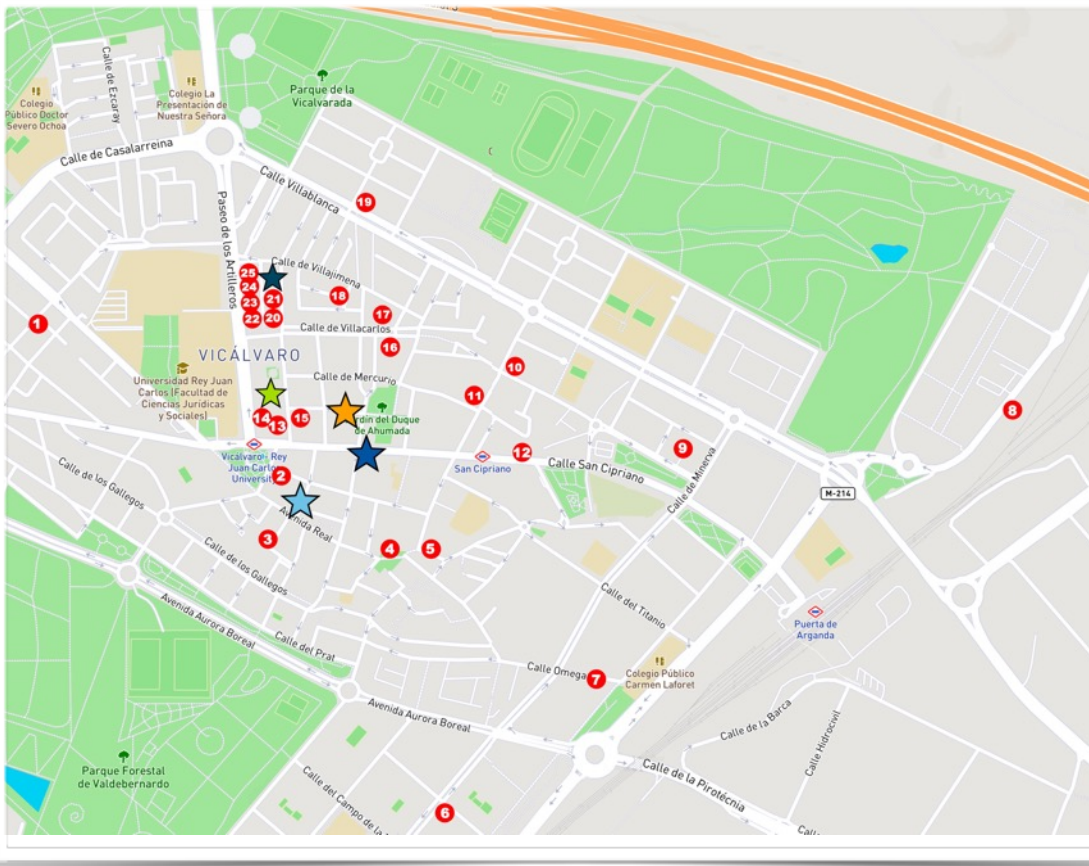 Parque de la
Vicalvarada
Calle de Ezcaray
Colegio
Público Doctor
Severo Ochoa
Colegio La
Presentación de
Nuestra Señora
Calle de Casalarreina
Calle Villablanca
Paseo de los Artilleros
19
Calle de Villajimena
25
24
23
22
21
20
18
17
1
Calle de Villacarlos
16
VICÁLVARO
10
Calle de Mercurio
Universidad Rey Juan
Carlos (Facultad de
Ciencias Jurídicas
y Sociales)
11
8
14
13
15
rdín del Duque
de Ahumada
Vicálvaro - Rey
Juan Carlos
University
San Cipriano
12
Calle San Cipriano
9
Calle de Minerva
M-214
2
Calle de los Gallegos
Avenida Real
3
4
5
Calle de los Gallegos
Calle del Titanio
Avenida Aurora Boreal
Puerta de
Arganda
Calle del Prat
Calle Omega
7
Colegio Público
Carmen Laforet
Avenida Aurora Boreal
Calle de la Barca
Calle Hidrocivil
Parque Forestal
de Valdebernardo
Calle de la Pirotécnia
Calle del Campo de la
6
Calle